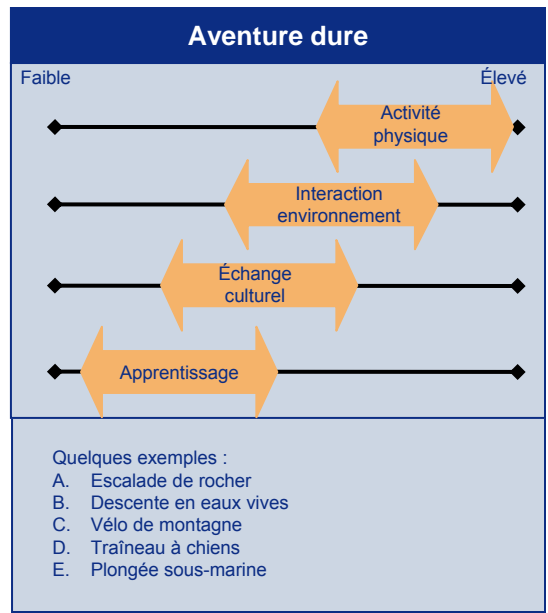 Aventure dure
Faible
Élevé
Activité
physique
Interaction
environnement
Échange
culturel
Apprentissage
Quelques exemples :
A. Escalade de rocher
B. Descente en eaux vives
C. Vélo de montagne
D. Traîneau à chiens
E. Plongée sous-marine